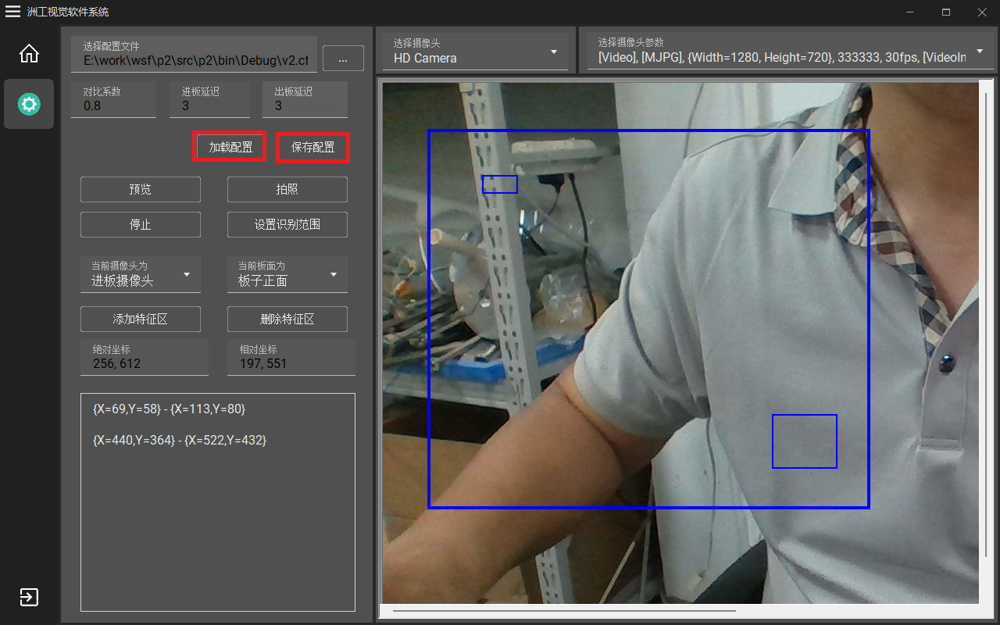 洲工视觉软件系统
选择配置文件
E:\work\wsf\p2\src\p2\bin\Debug\v2.cf
...
选择摄像头
HD Camera
选择摄像头参数
[Video], [MJPG], {Width=1280, Height=720}, 333333, 30fps, [VideoIn
对比系数
0.8
进板延迟
3
出板延迟
3
加载配置
保存配置
预览
拍照
停止
设置识别范围
当前摄像头为
进板摄像头
当前板面为
板子正面
添加特征区
删除特征区
绝对坐标
256, 612
相对坐标
197, 551
{X=69,Y=58} - {X=113,Y=80}
{X=440,Y=364} - {X=522,Y=432}